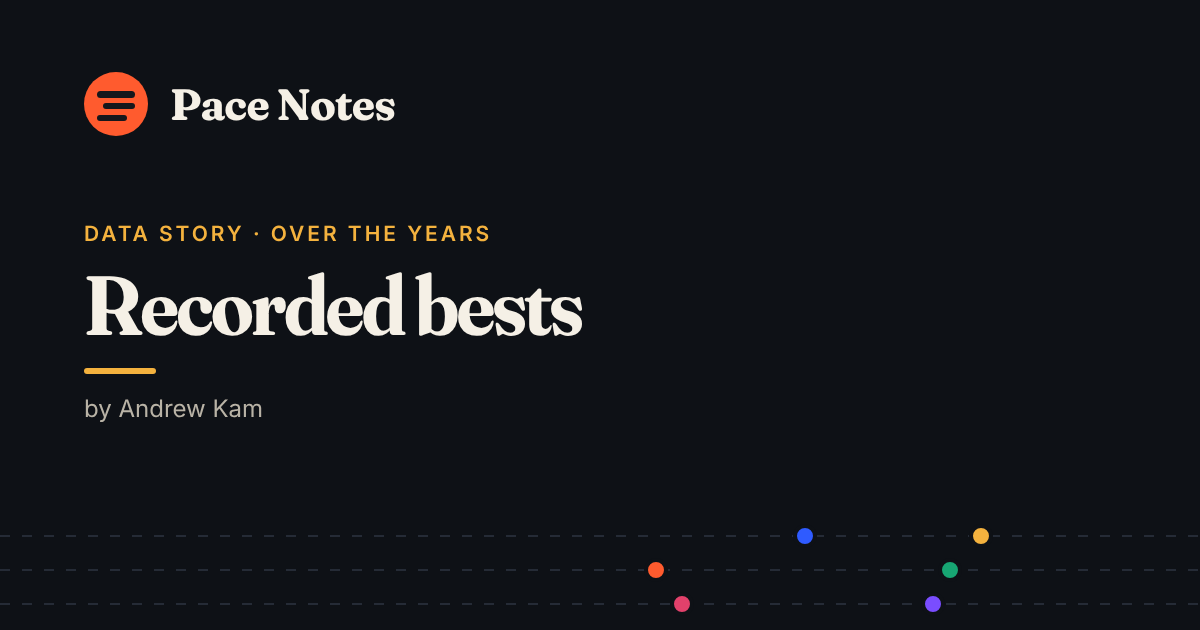 Pace Notes
DATA STORY · OVER THE YEARS
Recorded bests
by Andrew Kam